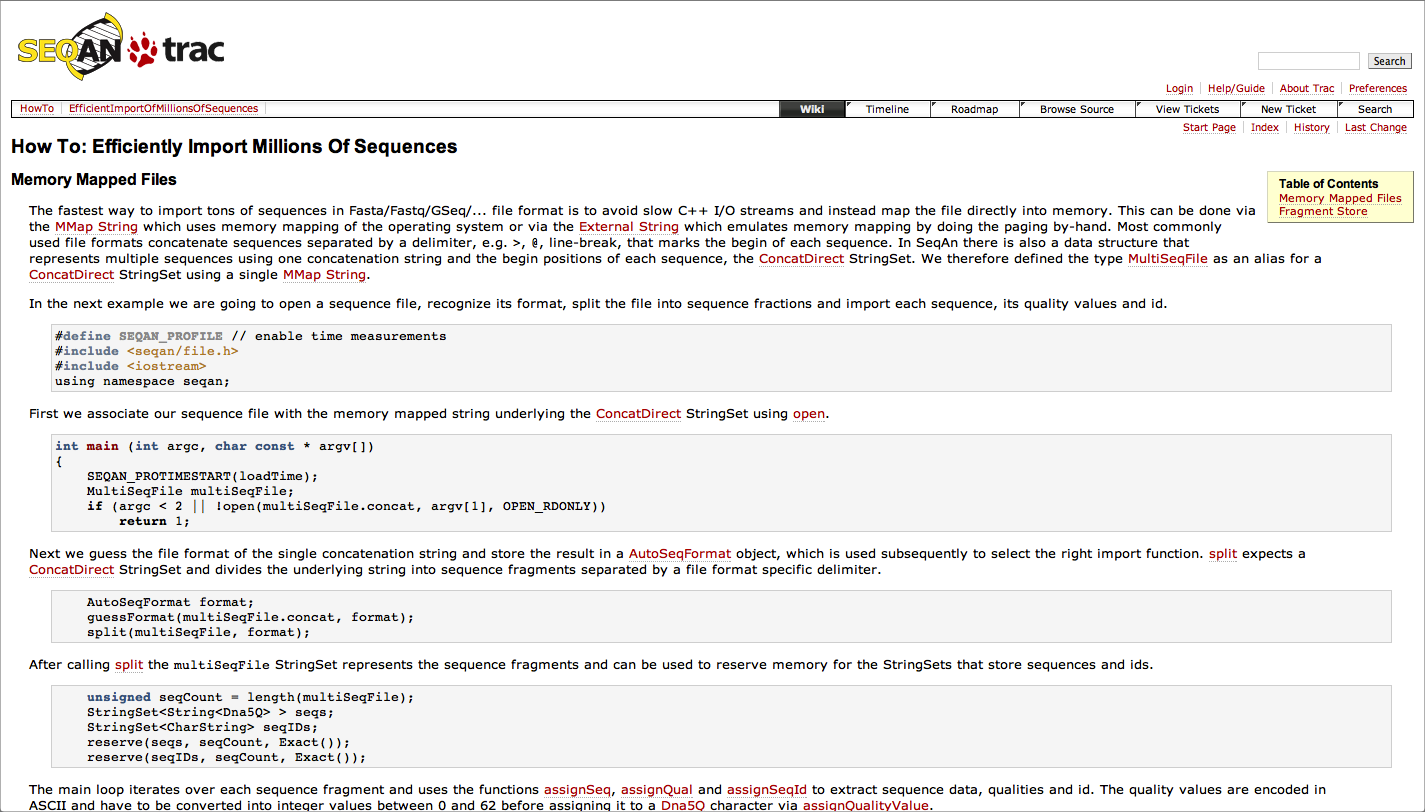 SEQAN trac
Search
Login Help/Guide About Trac Preferences
HowTo EfficientImportOfMillionsOfSequences Wiki Timeline Roadmap Browse Source View Tickets New Ticket Search
Start Page Index History Last Change
How To: Efficiently Import Millions Of Sequences
Memory Mapped Files
Table of Contents
Memory Mapped Files
Fragment Store
The fastest way to import tons of sequences in Fasta/Fastq/GSeq/... file format is to avoid slow C++ I/O streams and instead map the file directly into memory. This can be done via
the MMap String which uses memory mapping of the operating system or via the External String which emulates memory mapping by doing the paging by-hand. Most commonly
used file formats concatenate sequences separated by a delimiter, e.g. >, @, line-break, that marks the begin of each sequence. In SeqAn there is also a data structure that
represents multiple sequences using one concatenation string and the begin positions of each sequence, the ConcatDirect StringSet. We therefore defined the type MultiSeqFile as an alias for a
ConcatDirect StringSet using a single MMap String.
In the next example we are going to open a sequence file, recognize its format, split the file into sequence fractions and import each sequence, its quality values and id.
#define SEQAN_PROFILE // enable time measurements
#include <seqan/file.h>
#include <iostream>
using namespace seqan;
First we associate our sequence file with the memory mapped string underlying the ConcatDirect StringSet using open.
int main (int argc, char const * argv[])
{
SEQAN_PROTIMESTART(loadTime);
MultiSeqFile multiSeqFile;
if (argc < 2 || !open(multiSeqFile.concat, argv[1], OPEN_RDONLY))
return 1;
Next we guess the file format of the single concatenation string and store the result in a AutoSeqFormat object, which is used subsequently to select the right import function. split expects a
ConcatDirect StringSet and divides the underlying string into sequence fragments separated by a file format specific delimiter.
AutoSeqFormat format;
guessFormat(multiSeqFile.concat, format);
split(multiSeqFile, format);
After calling split the multiSeqFile StringSet represents the sequence fragments and can be used to reserve memory for the StringSets that store sequences and ids.
unsigned seqCount = length(multiSeqFile);
StringSet<String<Dna5Q> > seqs;
StringSet<CharString> seqIDs;
reserve(seqs, seqCount, Exact());
reserve(seqIDs, seqCount, Exact());
The main loop iterates over each sequence fragment and uses the functions assignSeq, assignQual and assignSeqId to extract sequence data, qualities and id. The quality values are encoded in
ASCII and have to be converted into integer values between 0 and 62 before assigning it to a Dna5Q character via assignQualityValue.